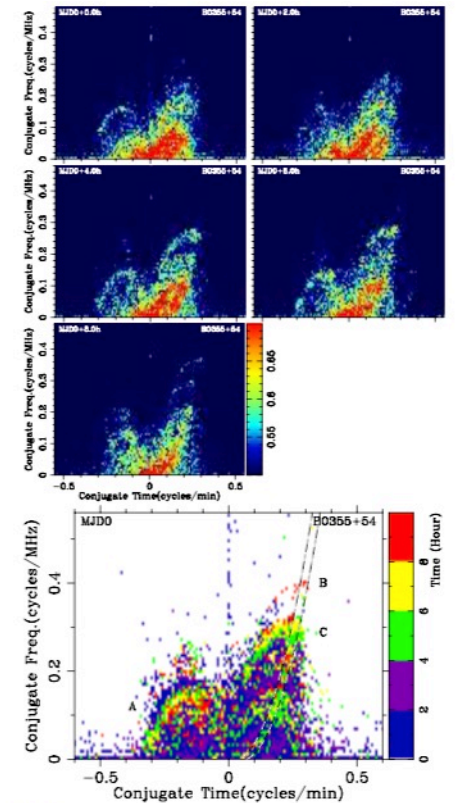 MJD0+0.0h B0355+54
MJD0+2.0h B0355+54
Conjugate Freq.(cycles/MHz)
0.4
0.3
0.2
0.1
0
MJD0+4.0h B0355+54
MJD0+6.0h B0355+54
Conjugate Freq.(cycles/MHz)
0.4
0.3
0.2
0.1
0
MJD0+8.0h B0355+54
Conjugate Freq.(cycles/MHz)
0.4
0.3
0.2
0.1
0
0.65
0.6
0.55
-0.5 0 0.5
Conjugate Time(cycles/min)
MJD0 B0355+54
Conjugate Freq.(cycles/MHz)
0.4
0.2
0
A
B
C
-0.5 0 0.5
Conjugate Time(cycles/min)
Time (Hour)
8
6
4
2
0